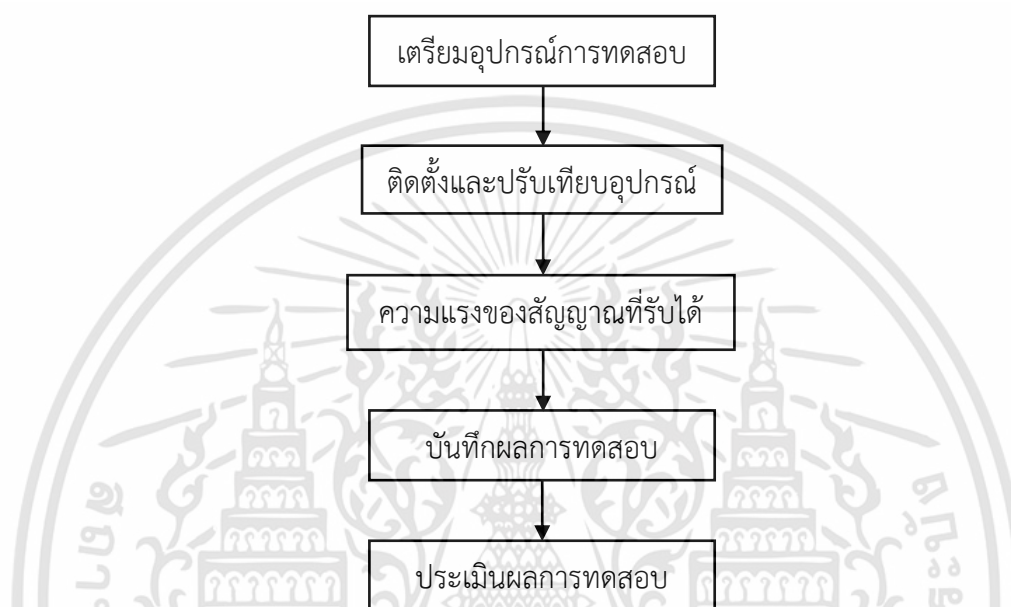 เตรียมอุปกรณ์การทดสอบ
ติดตั้งและปรับเทียบอุปกรณ์
ความแรงของสัญญาณที่รับได้
บันทึกผลการทดสอบ
ประเมินผลการทดสอบ